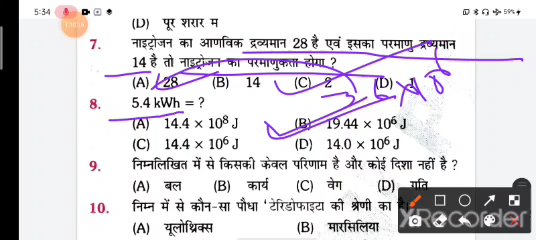 5:34
59%
(D) पूर शरार म
7. नाइट्रोजन का आणविक द्रव्यमान 28 है एवं इसका परमाणु द्रव्यमान
14 है तो नाइट्रोजन का परमाणुकता होगा ?
(A) 28 (B) 14 (C) 2 (D)
8. 5.4 kWh = ?
(A) 14.4 × 10⁸ J (B) 19.44 × 10⁶ J
(C) 14.4 × 10⁶ J (D) 14.0 × 10⁶ J
9. निम्नलिखित में से किसकी केवल परिणाम है और कोई दिशा नहीं है ?
(A) बल (B) कार्य (C) वेग (D) गति
10. निम्न में से कौन-सा पौधा 'टेरिडोफाइटा की श्रेणी का है
(A) यूलोथ्रिक्स (B) मारसिलिया